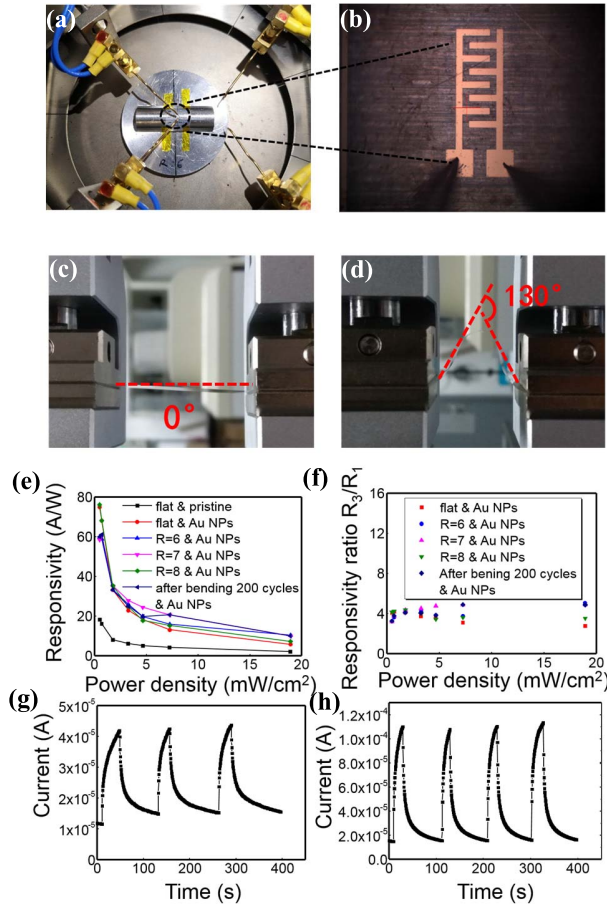 (a)
(b)
R 6
(c)
0°
(d)
130°
(e)
Responsivity (A/W)
80
60
40
20
0
flat & pristine
flat & Au NPs
R=6 & Au NPs
R=7 & Au NPs
R=8 & Au NPs
after bending 200 cycles
& Au NPs
0 5 10 15 20
Power density (mW/cm²)
(f)
Responsivity ratio R₃/R₁
16
12
8
4
0
flat & Au NPs
R=6 & Au NPs
R=7 & Au NPs
R=8 & Au NPs
After bening 200 cycles
& Au NPs
0 5 10 15 20
Power density (mW/cm²)
(g)
Current (A)
5x10⁻⁵
4x10⁻⁵
3x10⁻⁵
2x10⁻⁵
1x10⁻⁵
0
0 100 200 300 400 500
Time (s)
(h)
Current (A)
1.2x10⁻⁴
1.0x10⁻⁴
8.0x10⁻⁵
6.0x10⁻⁵
4.0x10⁻⁵
2.0x10⁻⁵
0.0
0 100 200 300 400 500
Time (s)